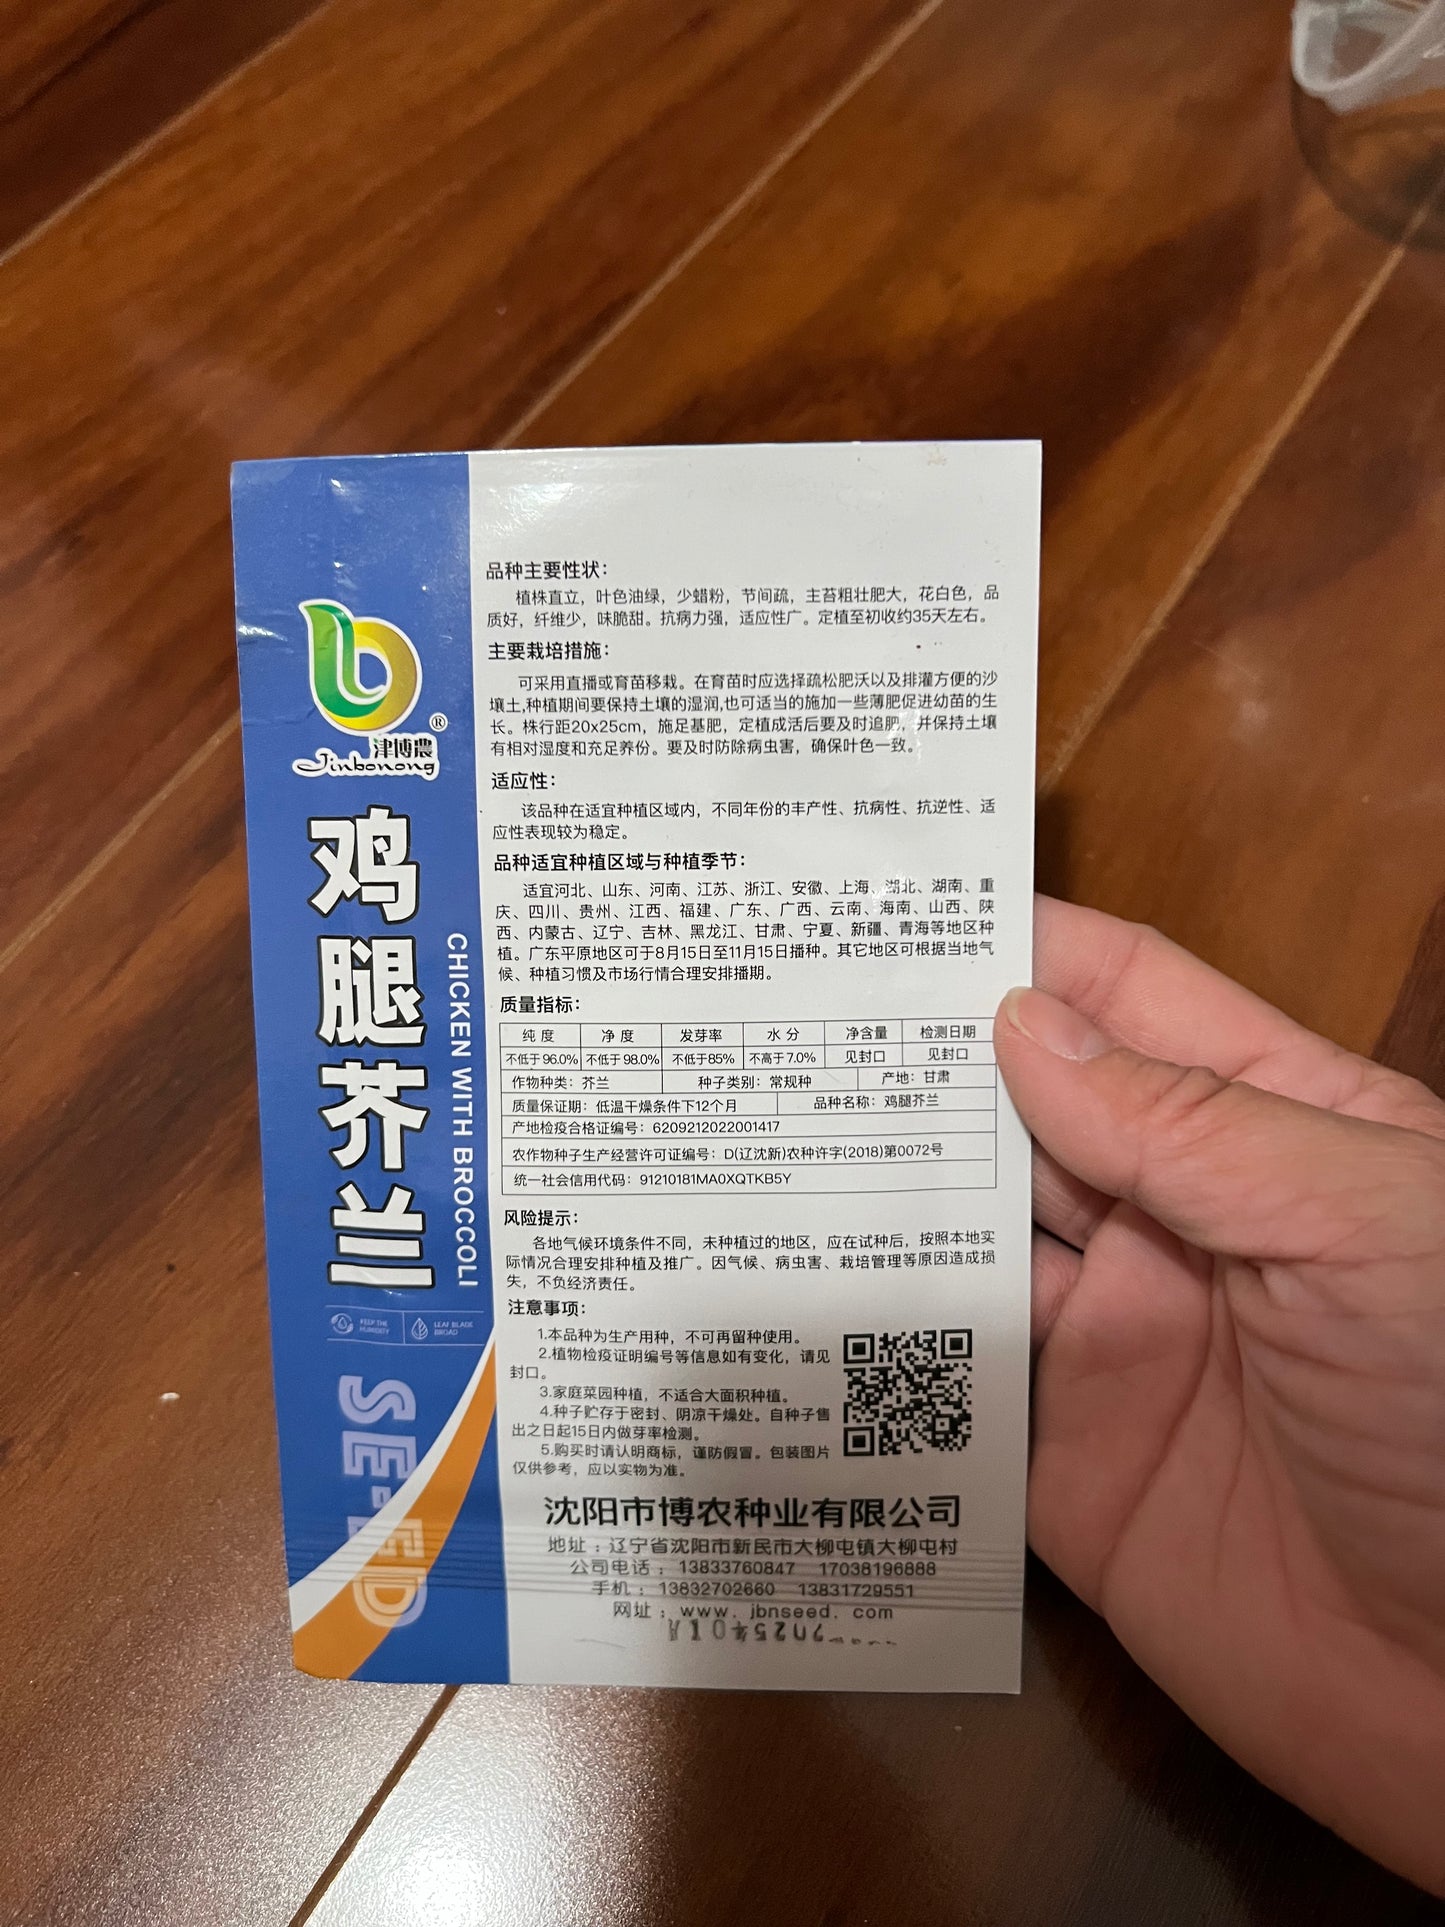 津博農
®
Jinbonong
鸡腿芥兰
CHICKEN WITH BROCCOLI
KEEP THE
HUMIDITY
LEAF BLADE
BROAD
SEED
品种主要性状：
植株直立，叶色油绿，少蜡粉，节间疏，主苔粗壮肥大，花白色，品
质好，纤维少，味脆甜。抗病力强，适应性广。定植至初收约35天左右。
主要栽培措施：
可采用直播或育苗移栽。在育苗时应选择疏松肥沃以及排灌方便的沙
壤土,种植期间要保持土壤的湿润,也可适当的施加一些薄肥促进幼苗的生
长。株行距20x25cm，施足基肥，定植成活后要及时追肥，并保持土壤
有相对湿度和充足养份。要及时防除病虫害，确保叶色一致。
适应性：
该品种在适宜种植区域内，不同年份的丰产性、抗病性、抗逆性、适
应性表现较为稳定。
品种适宜种植区域与种植季节：
适宜河北、山东、河南、江苏、浙江、安徽、上海、湖北、湖南、重
庆、四川、贵州、江西、福建、广东、广西、云南、海南、山西、陕
西、内蒙古、辽宁、吉林、黑龙江、甘肃、宁夏、新疆、青海等地区种
植。广东平原地区可于8月15日至11月15日播种。其它地区可根据当地气
候、种植习惯及市场行情合理安排播期。
质量指标：
纯度 净度 发芽率 水分 净含量 检测日期
不低于96.0% 不低于98.0% 不低于85% 不高于7.0% 见封口 见封口
作物种类：芥兰 种子类别：常规种 产地：甘肃
质量保证期：低温干燥条件下12个月 品种名称：鸡腿芥兰
产地检疫合格证编号：6209212022001417
农作物种子生产经营许可证编号：D(辽沈新)农种许字(2018)第0072号
统一社会信用代码：91210181MA0XQTKB5Y
风险提示：
各地气候环境条件不同，未种植过的地区，应在试种后，按照本地实
际情况合理安排种植及推广。因气候、病虫害、栽培管理等原因造成损
失，不负经济责任。
注意事项：
1.本品种为生产用种，不可再留种使用。
2.植物检疫证明编号等信息如有变化，请见
封口。
3.家庭菜园种植，不适合大面积种植。
4.种子贮存于密封、阴凉干燥处。自种子售
出之日起15日内做芽率检测。
5.购买时请认明商标，谨防假冒。包装图片
仅供参考，应以实物为准。
沈阳市博农种业有限公司
地址：辽宁省沈阳市新民市大柳屯镇大柳屯村
公司电话：13833760847 17038196888
手机：13832702660 13831729551
网址：www.jbnseed.com
2025年01月